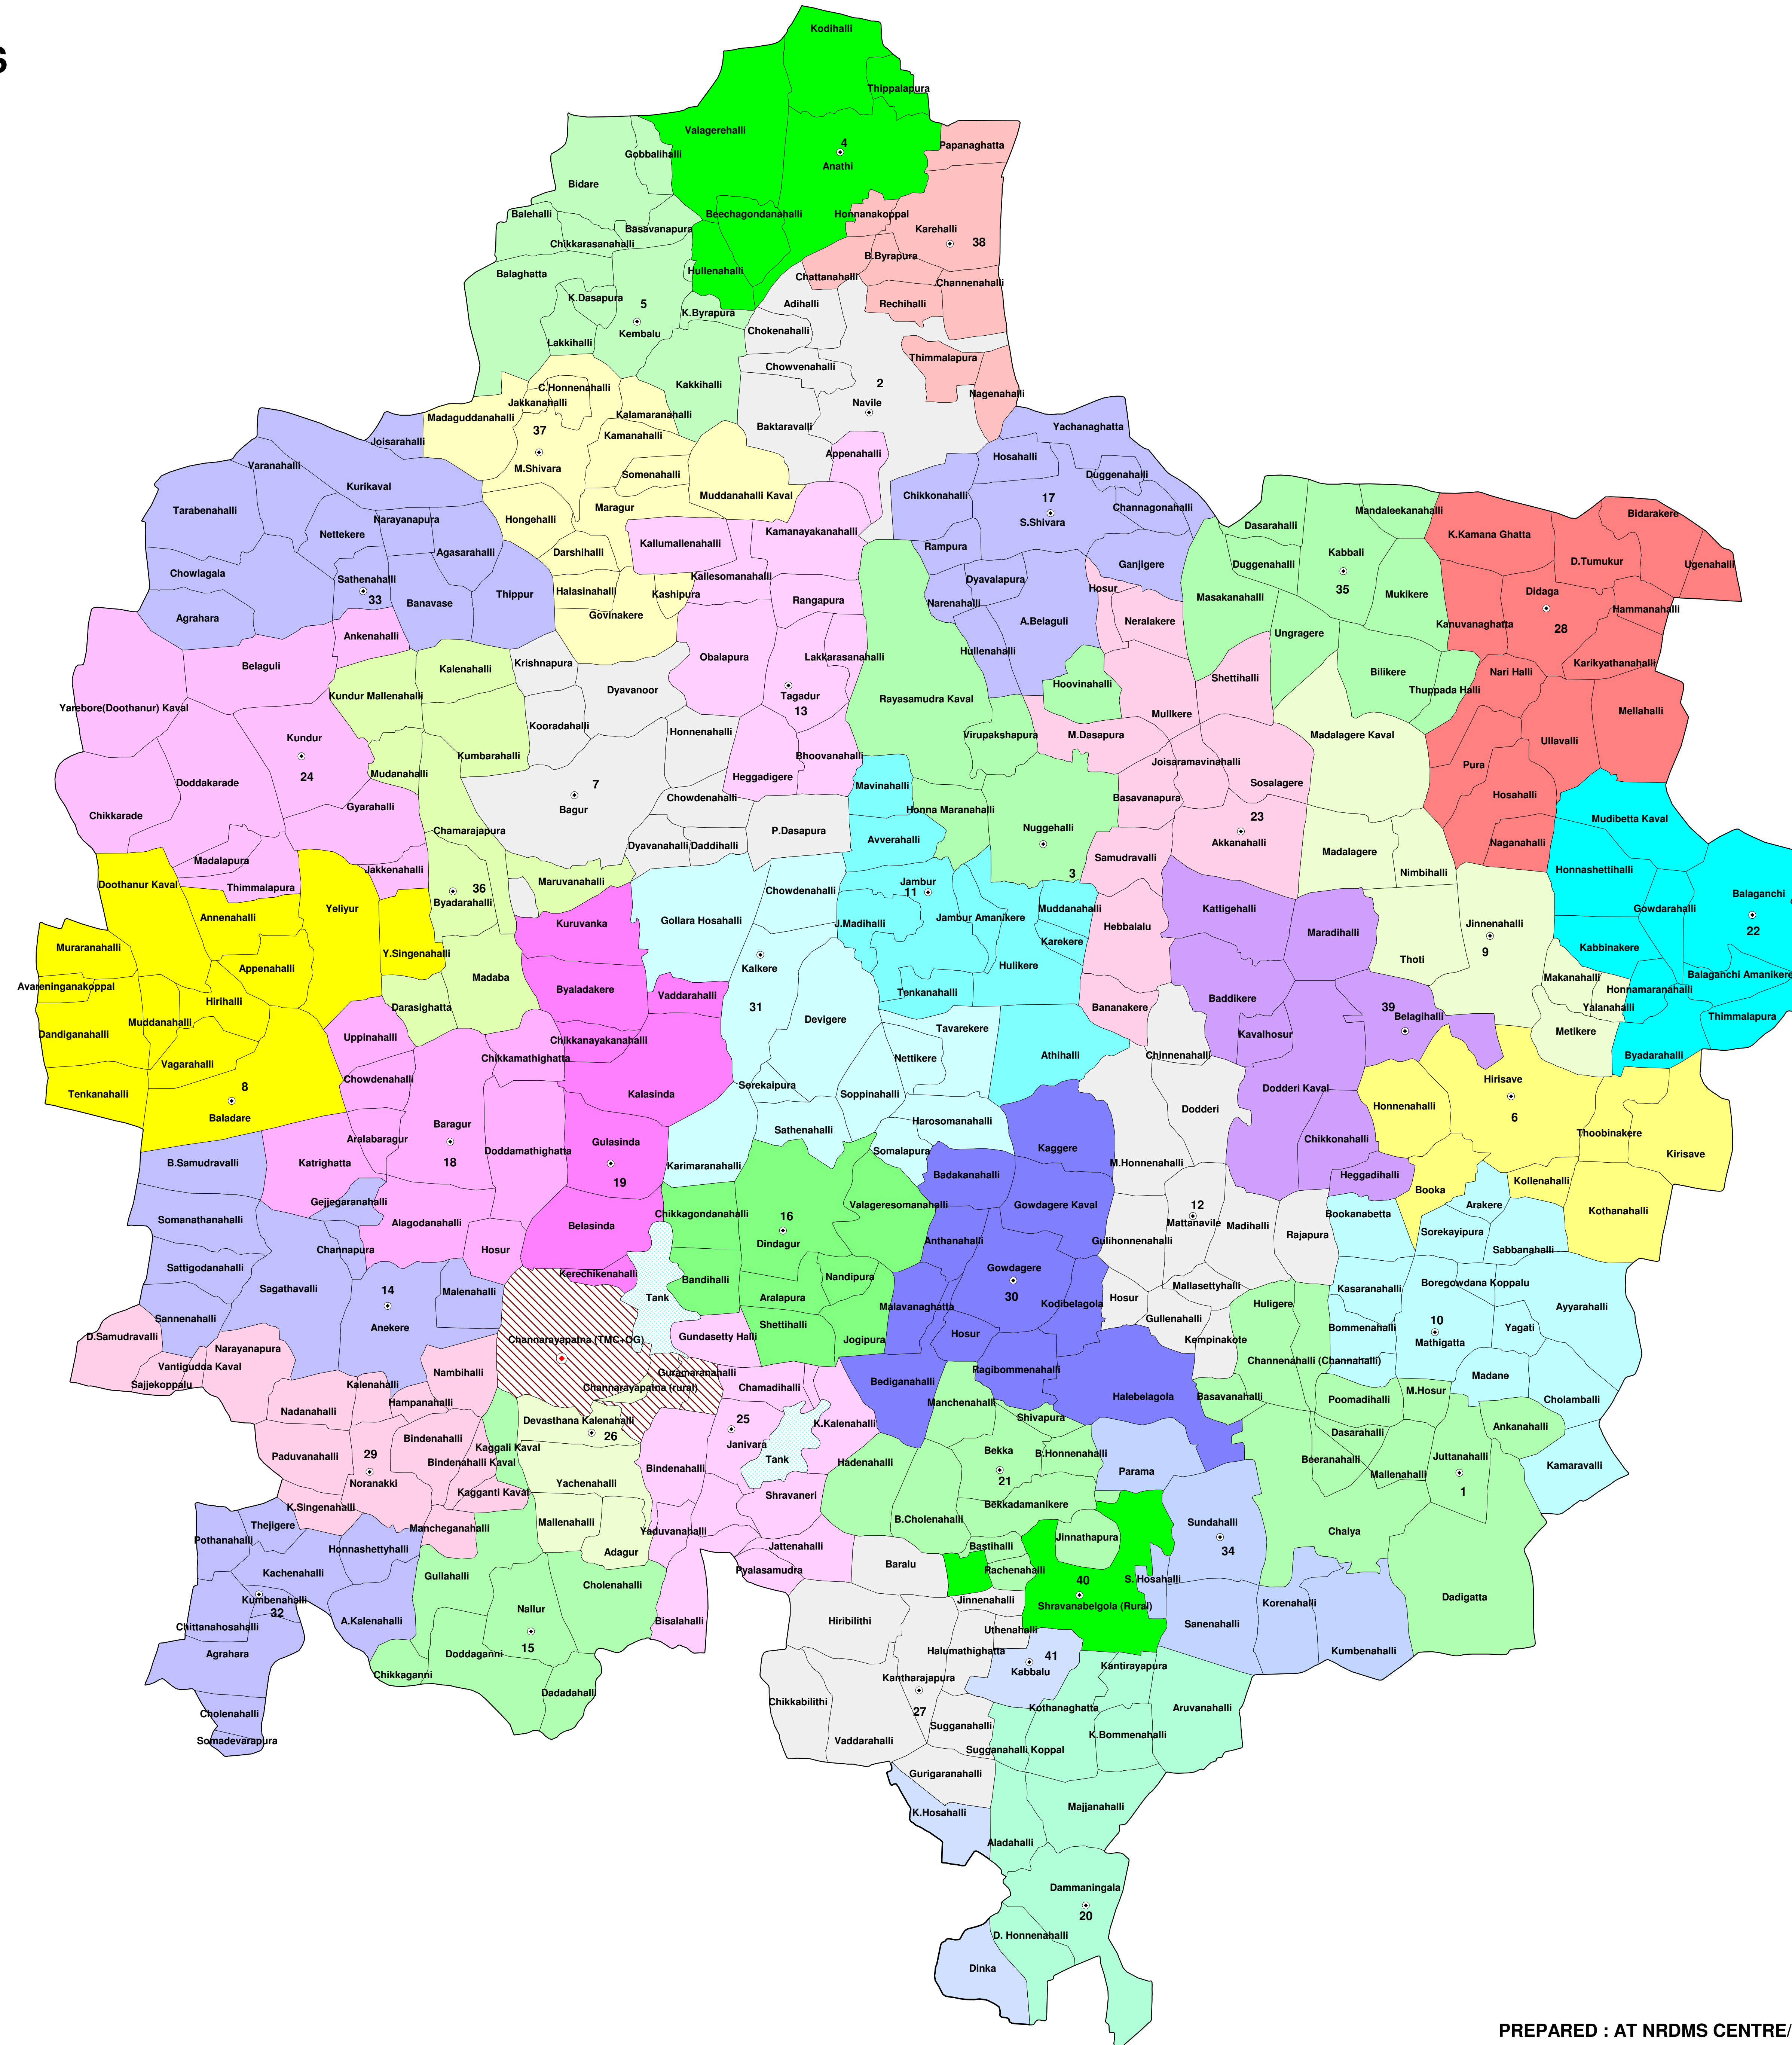 S
Kodihalli
Thippalapura
Valagerehalli
4
Anathi
Papanaghatta
Gobbalihalli
Bidare
Balehalli
Beechagondanahalli
Honnanakoppal
Basavanapura
Karehalli
38
Chikkarasanahalli
B.Byrapura
Balaghatta
Hullenahalli
Chattanahalli
Channenahalli
K.Dasapura
5
Adihalli
Rechihalli
K.Byrapura
Kembalu
Chokenahalli
Lakkihalli
Thimmalapura
Chowvenahalli
C.Honnenahalli
Kakkihalli
2
Nagenahalli
Jakkanahalli
Navile
Madaguddanahalli
Kalamaranahalli
Baktaravalli
Yachanaghatta
37
Kamanahalli
Joisarahalli
Appenahalli
Hosahalli
Varanahalli
M.Shivara
Somenahalli
Duggenahalli
Kurikaval
Muddanahalli Kaval
Chikkonahalli
17
Maragur
Channagonahalli
Tarabenahalli
Narayanapura
Hongehalli
S.Shivara
Dasarahalli
Mandaleekanahalli
Bidarakere
Nettekere
Kamanayakanahalli
K.Kamana Ghatta
Kallumallenahalli
Rampura
Agasarahalli
Darshihalli
Kabbali
Ganjigere
Duggenahalli
D.Tumukur
Ugenahalli
Chowlagala
Sathenahalli
Kallesomanahalli
Dyavalapura
33
Banavase
Thippur
Halasinahalli
Kashipura
Rangapura
Narenahalli
Hosur
Masakanahalli
35
Mukikere
Didaga
Hammanahalli
Agrahara
Govinakere
A.Belaguli
Neralakere
Kanuvanaghatta
28
Ankenahalli
Ungragere
Belaguli
Kalenahalli
Krishnapura
Obalapura
Lakkarasanahalli
Hullenahalli
Karikyathanahalli
Kundur Mallenahalli
Dyavanoor
Tagadur
Rayasamudra Kaval
Hoovinahalli
Shettihalli
Bilikere
Nari Halli
Thuppada Halli
Yarebore(Doothanur) Kaval
13
Mullkere
Mellahalli
Kundur
Kooradahalli
Honnenahalli
Virupakshapura
M.Dasapura
Madalagere Kaval
Ullavalli
24
Kumbarahalli
Bhoovanahalli
Joisaramavinahalli
Doddakarade
Mudanahalli
7
Heggadigere
Mavinahalli
Sosalagere
Pura
Gyarahalli
Bagur
Chowdenahalli
Honna Maranahalli
Basavanapura
Hosahalli
Chikkarade
Chamarajapura
P.Dasapura
Nuggehalli
23
Mudibetta Kaval
Dyavanahalli
Daddihalli
Averahalli
Akkanahalli
Naganahalli
Madalapura
Samudravalli
Madalagere
Jakkenahalli
3
Nimbihalli
Honnashettihalli
Doothanur Kaval
Thimmalapura
36
Maruvanahalli
Chowdenahalli
Jambur
11
Balaganchi
Annenahalli
Yeliyur
Byadarahalli
Kuruvanka
Gollara Hosahalli
J.Madihalli
Jambur Amanikere
Muddanahalli
Kattigehalli
Gowdarahalli
Hebbalalu
Maradihalli
Jinnenahalli
22
Muraranahalli
Y.Singenahalli
Karekere
9
Kabbinakere
Appenahalli
Kalkere
Hulikere
Thoti
Balaganchi Amanikere
Avareninganakoppal
Madaba
Byaladakere
Vaddarahalli
Tenkanahalli
Makanahalli
Honnamaranahalli
Hirihalli
Darasighatta
31
Bananakere
Baddikere
39
Yalanahalli
Thimmalapura
Dandiganahalli
Muddanahalli
Uppinahalli
Chikkanayakanahalli
Devigere
Tavarekere
Kavalhosur
Belagihalli
Metikere
Vagarahalli
Chikkamathighatta
Nettikere
Athihalli
Chinnenahalli
Byadarahalli
Chowdenahalli
Sorekaipura
Dodderi Kaval
Hirisave
Tenkanahalli
8
Kalasinda
Soppinahalli
Dodderi
Honnenahalli
6
Baladare
Aralabaragur
Baragur
Gulasinda
Sathenahalli
Harosomanahalli
Chikkonahalli
Thoobinakere
B.Samudravalli
Katrighatta
18
Doddamathighatta
Karimaranahalli
Somalapura
Kaggere
M.Honnenahalli
Kirisave
19
Badakanahalli
Heggadihalli
Kollenahalli
Gejjegaranahalli
Booka
Somanathanahalli
Alagodanahalli
Belasinda
Chikkagondanahalli
16
Valageresomanahalli
Gowdagere Kaval
12
Mattanavile
Madihalli
Bookanabetta
Arakere
Kothanahalli
Channapura
Hosur
Dindagur
Anthanahalli
Gulihonnenahalli
Rajapura
Sorekayipura
Sattigodanahalli
Kerechikenahalli
Bandihalli
Nandipura
Gowdagere
Sabbanahalli
Sagathavalli
14
Malenahalli
Tank
Aralapura
30
Mallasettyhalli
Kasaranahalli
Boregowdana Koppalu
Sannenahalli
Anekere
Shettihalli
Malavanaghatta
Kodibelagola
Hosur
Huligere
Ayyarahalli
D.Samudravalli
Channarayapatna (TMC+OG)
Gundasetty Halli
Jogipura
Hosur
Gullenahalli
10
Bommenahalli
Mathigatta
Yagati
Narayanapura
Kempinakote
Vantigudda Kaval
Nambihalli
Guramaranahalli
Ragibommenahalli
Channenahalli (Channahalli)
Sajjekoppalu
Kalenahalli
Channarayapatna (rural)
Chamadihalli
Bediganahalli
Madane
Hampanahalli
Manchenahalli
Halebelagola
Basavanahalli
Poomadihalli
M.Hosur
Cholamballi
Nadanahalli
Devasthana Kalenahalli
25
K.Kalenahalli
Shivapura
26
Janivara
Dasarahalli
Ankanahalli
Paduvanahalli
29
Bindenahalli
Kaggali Kaval
Tank
Bekka
B.Honnenahalli
Beeranahalli
Juttanahalli
Bindenahalli Kaval
Bindenahalli
Hadenahalli
21
Parama
Mallenahalli
Kamaravalli
Noranakki
Yachenahalli
1
Kagganti Kaval
Shravaneri
Bekkadamanikere
K.Singenahalli
Thejigere
Mancheganahalli
Mallenahalli
Yaduvanahalli
B.Cholenahalli
Jinnathapura
Sundahalli
Chalya
Pothanahalli
Honnashettyhalli
Adagur
Jattenahalli
Bastihalli
34
Kachenahalli
Gullahalli
Cholenahalli
Pyalasamudra
Baralu
Rachenahalli
40
S. Hosahalli
Kumbenahalli
32
Jinnenahalli
Shravanabelgola (Rural)
Korenahalli
Dadigatta
Chittanahosahalli
A.Kalenahalli
Nallur
Bisalahalli
Hiribilithi
Uthenahalli
Sanenahalli
Agrahara
Doddaganni
15
Halumathighatta
41
Kumbenahalli
Chikkaganni
Kantharajapura
Kabbalu
Kantirayapura
Dadadahalli
Chikkabilithi
27
Kothanaghatta
Aruvanahalli
Cholenahalli
Sugganahalli
K.Bommenahalli
Somadevarapura
Vaddarahalli
Sugganahalli Koppal
Gurigaranahalli
K.Hosahalli
Majjanahalli
Aladahalli
Dammaningala
20
D. Honnenahalli
Dinka
PREPARED : AT NRDMS CENTRE/